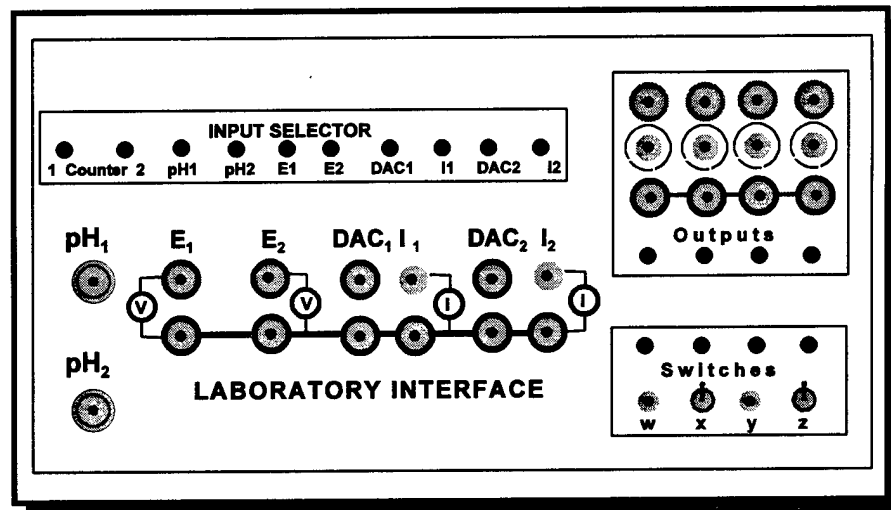 INPUT SELECTOR
1 Counter 2 pH1 pH2 E1 E2 DAC1 I1 DAC2 I2
pH₁ E₁ E₂ DAC₁ I₁ DAC₂ I₂
V V I I
pH₂
LABORATORY INTERFACE
Outputs
Switches
w x y z